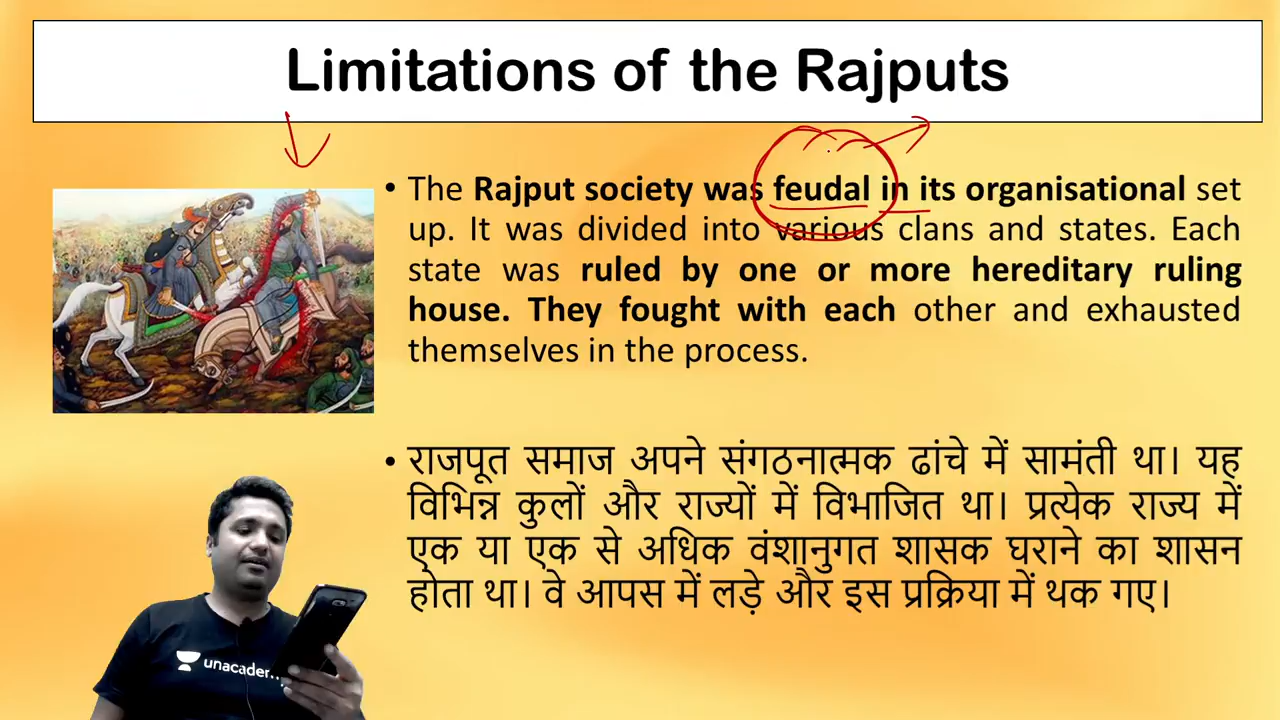 Limitations of the Rajputs
• The Rajput society was feudal in its organisational set
up. It was divided into various clans and states. Each
state was ruled by one or more hereditary ruling
house. They fought with each other and exhausted
themselves in the process.
• राजपूत समाज अपने संगठनात्मक ढांचे में सामंती था। यह
विभिन्न कुलों और राज्यों में विभाजित था। प्रत्येक राज्य में
एक या एक से अधिक वंशानुगत शासक घराने का शासन
होता था। वे आपस में लड़े और इस प्रक्रिया में थक गए।
unacademy